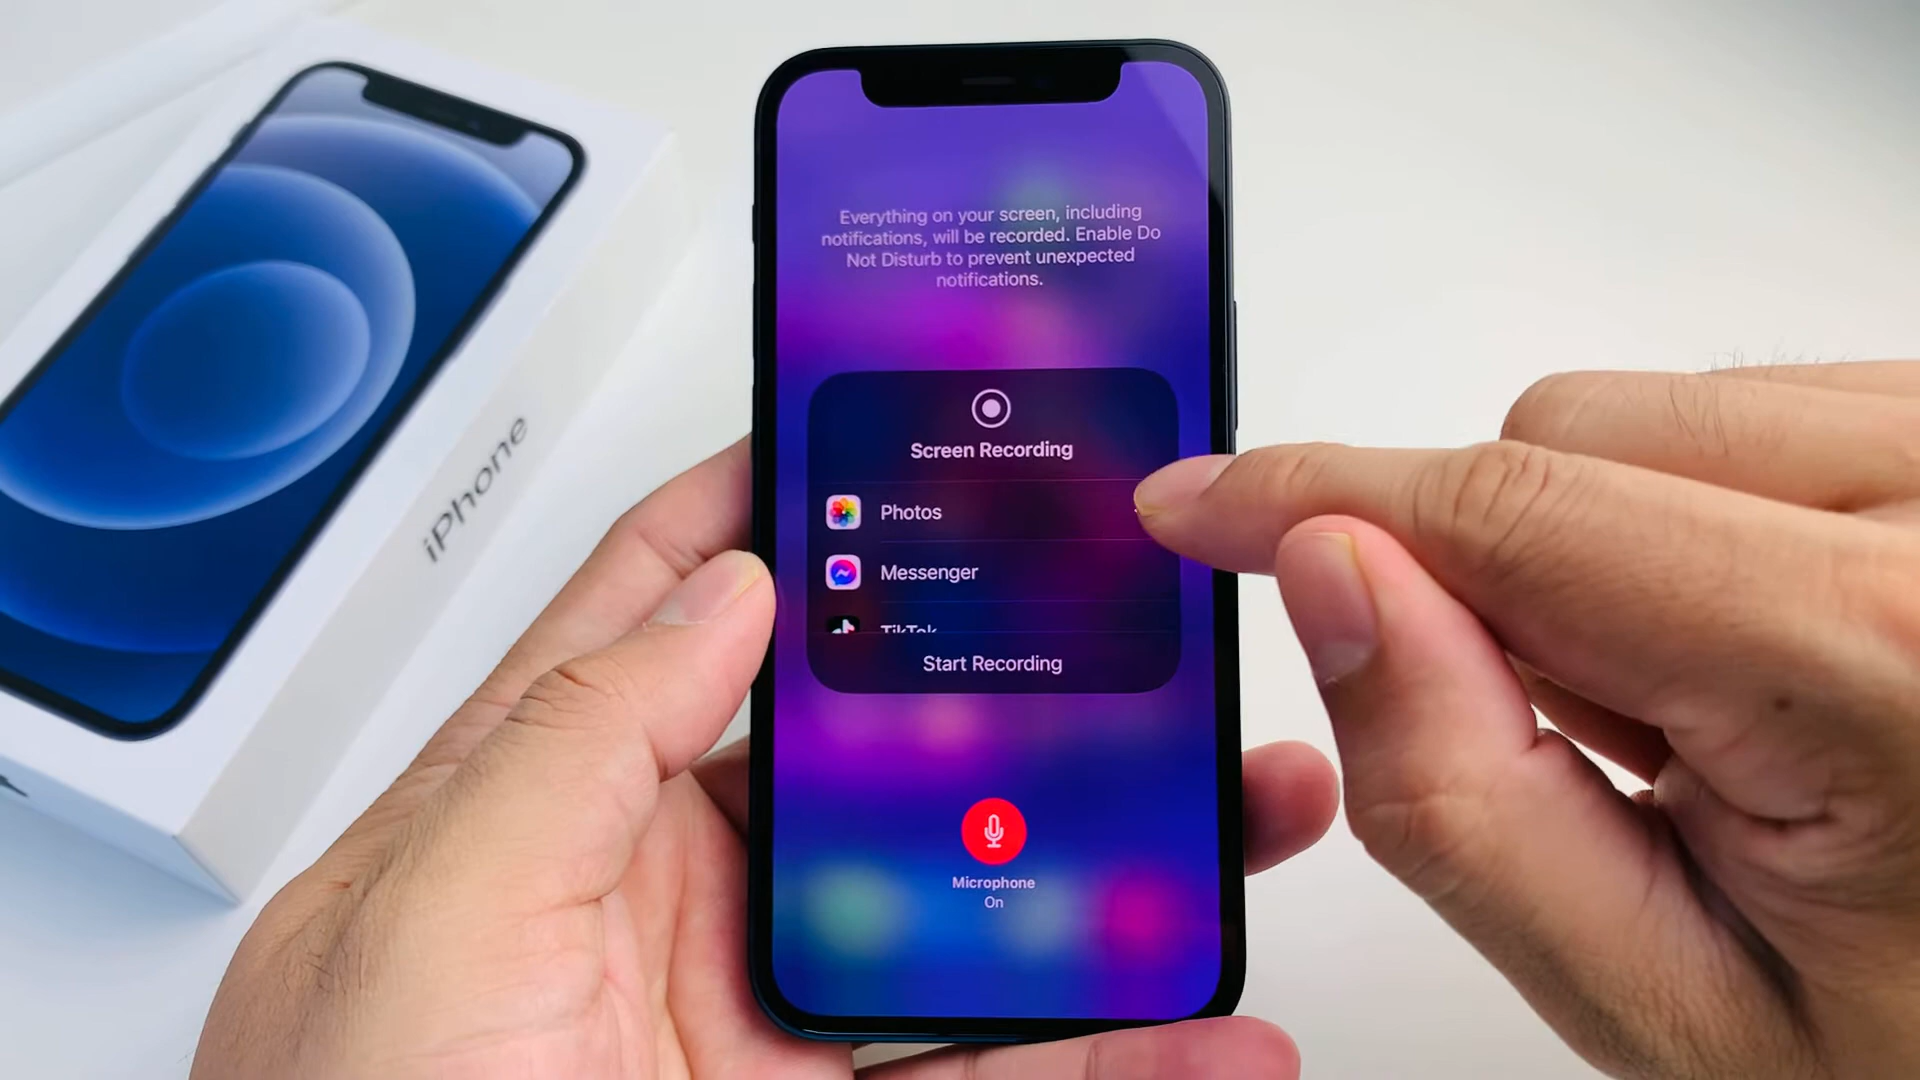 iPhone
Everything on your screen, including
notifications, will be recorded. Enable Do
Not Disturb to prevent unexpected
notifications.
Screen Recording
Photos
Messenger
TikTok
Start Recording
Microphone
On